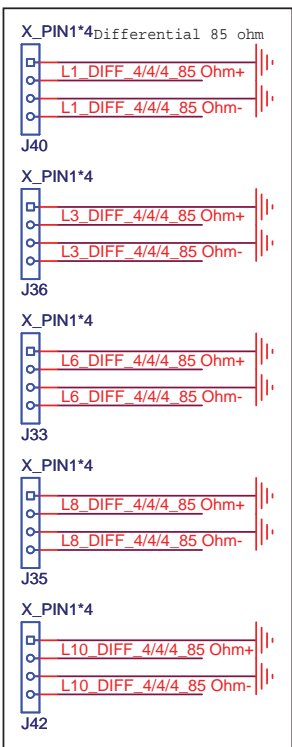 X_PIN1*4 Differential 85 ohm
L1_DIFF_4/4/4_85 Ohm+
L1_DIFF_4/4/4_85 Ohm-
J40
X_PIN1*4
L3_DIFF_4/4/4_85 Ohm+
L3_DIFF_4/4/4_85 Ohm-
J36
X_PIN1*4
L6_DIFF_4/4/4_85 Ohm+
L6_DIFF_4/4/4_85 Ohm-
J33
X_PIN1*4
L8_DIFF_4/4/4_85 Ohm+
L8_DIFF_4/4/4_85 Ohm-
J35
X_PIN1*4
L10_DIFF_4/4/4_85 Ohm+
L10_DIFF_4/4/4_85 Ohm-
J42